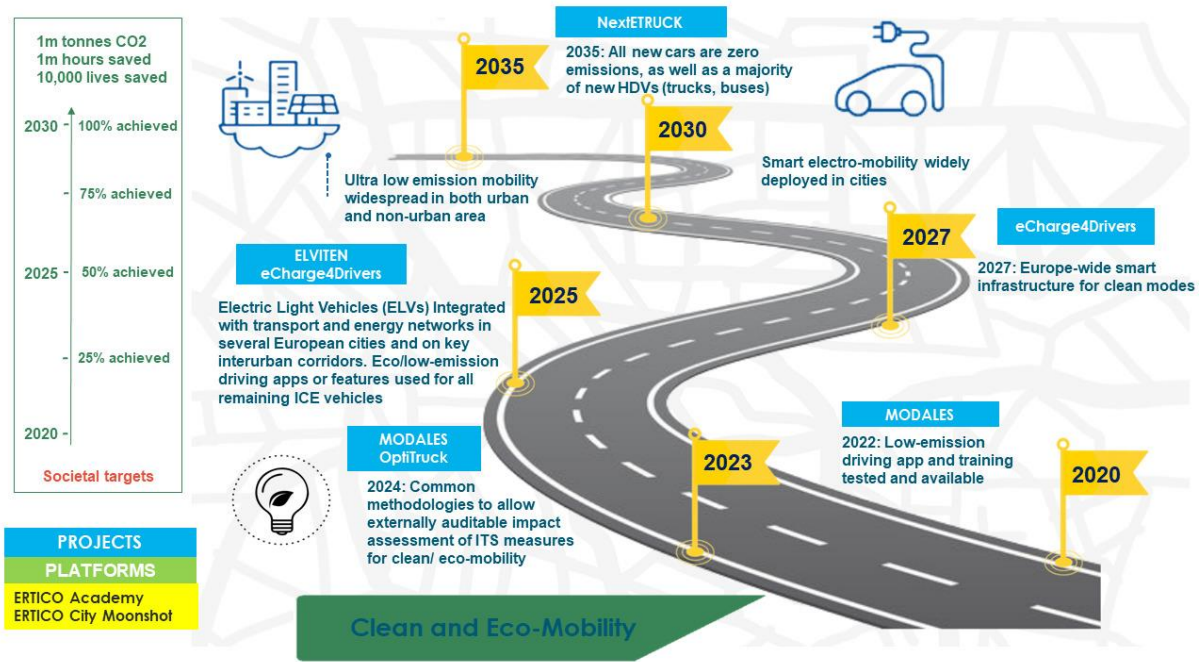 1m tonnes CO2
1m hours saved
10,000 lives saved
2030
100% achieved
75% achieved
2025
50% achieved
25% achieved
2020
Societal targets
PROJECTS
PLATFORMS
ERTICO Academy
ERTICO City Moonshot
NextETRUCK
2035: All new cars are zero
emissions, as well as a majority
of new HDVs (trucks, buses)
2035
Ultra low emission mobility
widespread in both urban
and non-urban area
2030
Smart electro-mobility widely
deployed in cities
2027
eCharge4Drivers
2027: Europe-wide smart
infrastructure for clean modes
ELVITEN
eCharge4Drivers
Electric Light Vehicles (ELVs) Integrated
with transport and energy networks in
several European cities and on key
interurban corridors. Eco/low-emission
driving apps or features used for all
remaining ICE vehicles
2025
MODALES
OptiTruck
2024: Common
methodologies to allow
externally auditable impact
assessment of ITS measures
for clean/ eco-mobility
2023
MODALES
2022: Low-emission
driving app and training
tested and available
2020
Clean and Eco-Mobility